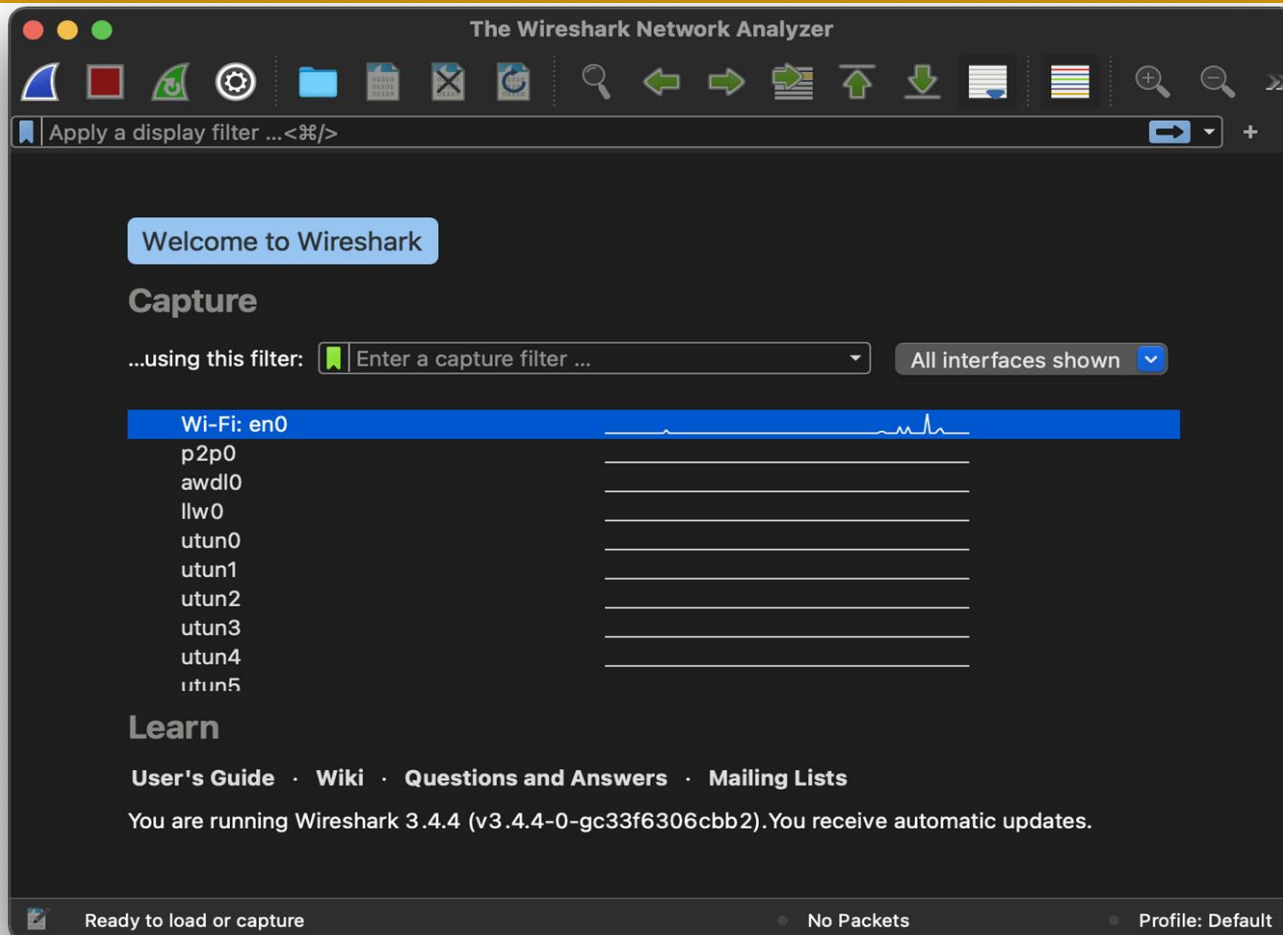 The Wireshark Network Analyzer
Apply a display filter ...<⌘/>
+
Welcome to Wireshark
Capture
...using this filter: Enter a capture filter ... All interfaces shown
Wi-Fi: en0
p2p0
awdl0
llw0
utun0
utun1
utun2
utun3
utun4
utun5
Learn
User's Guide · Wiki · Questions and Answers · Mailing Lists
You are running Wireshark 3.4.4 (v3.4.4-0-gc33f6306cbb2).You receive automatic updates.
Ready to load or capture No Packets Profile: Default